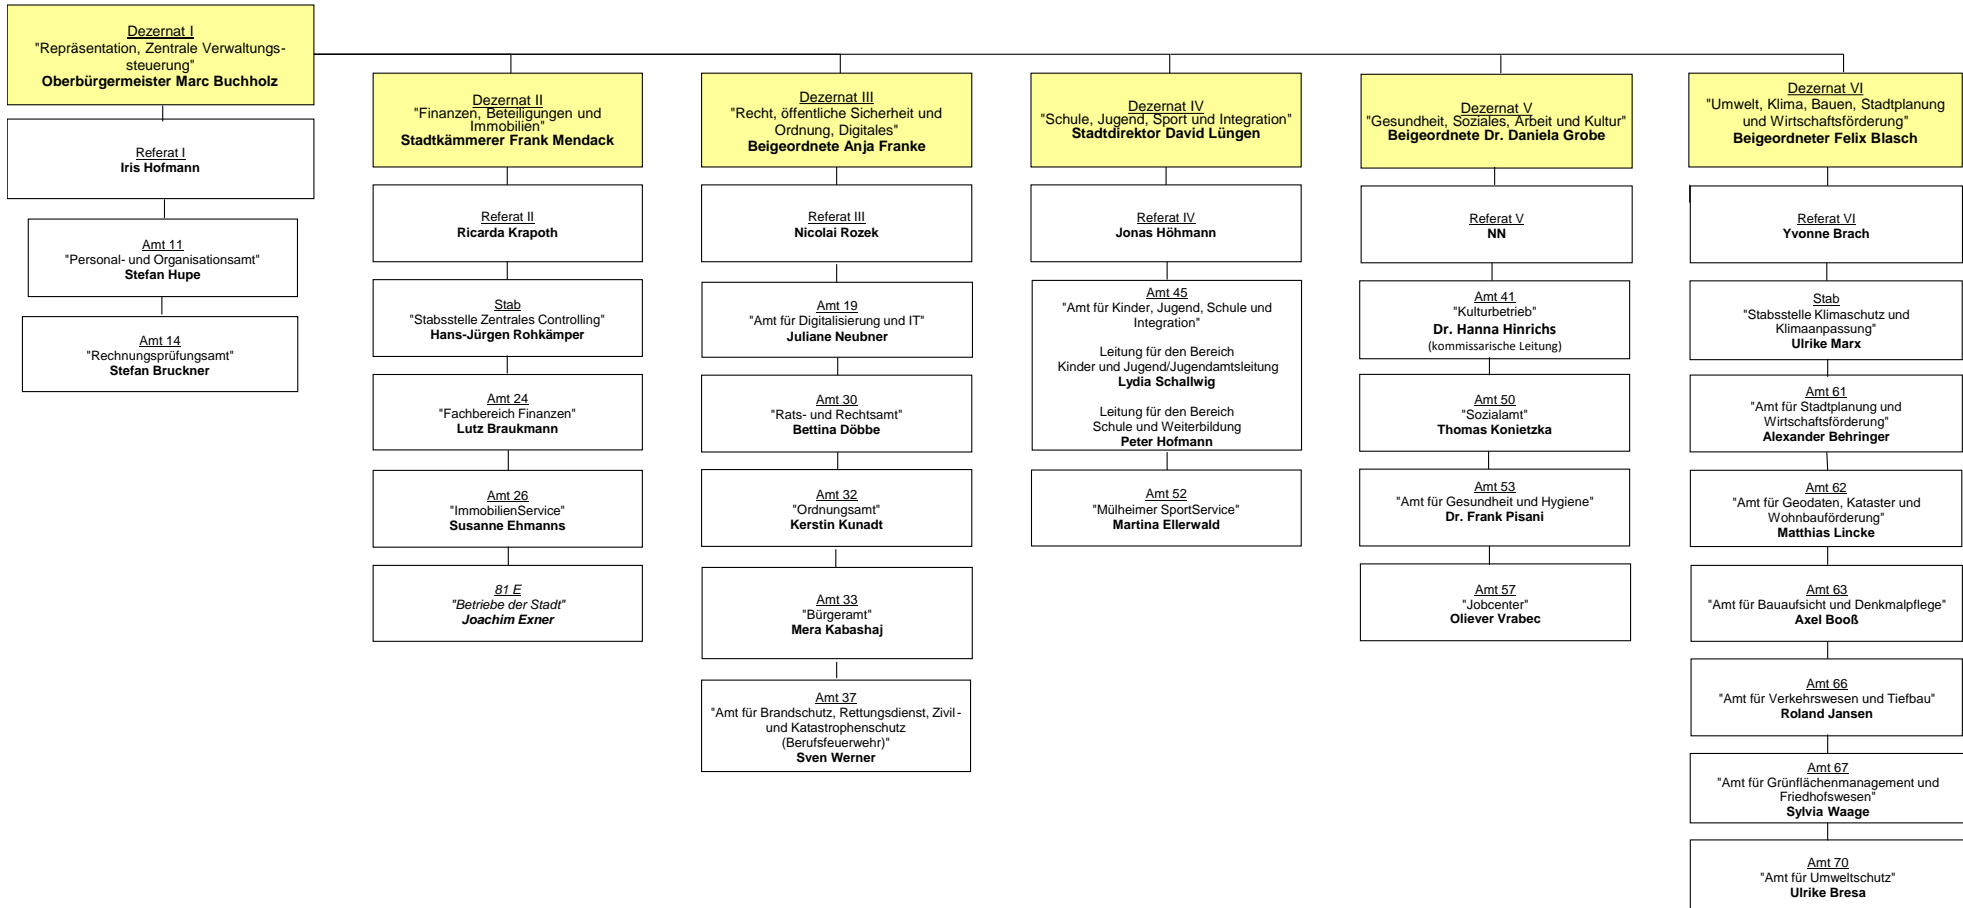 Dezernat I
"Repräsentation, Zentrale Verwaltungs-
steuerung"
Oberbürgermeister Marc Buchholz
Referat I
Iris Hofmann
Amt 11
"Personal- und Organisationsamt"
Stefan Hupe
Amt 14
"Rechnungsprüfungsamt"
Stefan Bruckner
Dezernat II
"Finanzen, Beteiligungen und
Immobilien"
Stadtkämmerer Frank Mendack
Referat II
Ricarda Krapoth
Stab
"Stabsstelle Zentrales Controlling"
Hans-Jürgen Rohkämper
Amt 24
"Fachbereich Finanzen"
Lutz Braukmann
Amt 26
"ImmobilienService"
Susanne Ehmanns
81 E
"Betriebe der Stadt"
Joachim Exner
Dezernat III
"Recht, öffentliche Sicherheit und
Ordnung, Digitales"
Beigeordnete Anja Franke
Referat III
Nicolai Rozek
Amt 19
"Amt für Digitalisierung und IT"
Juliane Neubner
Amt 30
"Rats- und Rechtsamt"
Bettina Döbbe
Amt 32
"Ordnungsamt"
Kerstin Kunadt
Amt 33
"Bürgeramt"
Mera Kabashaj
Amt 37
"Amt für Brandschutz, Rettungsdienst, Zivil-
und Katastrophenschutz
(Berufsfeuerwehr)"
Sven Werner
Dezernat IV
"Schule, Jugend, Sport und Integration"
Stadtdirektor David Lüngen
Referat IV
Jonas Höhmann
Amt 45
"Amt für Kinder, Jugend, Schule und
Integration"
Leitung für den Bereich
Kinder und Jugend/Jugendamtsleitung
Lydia Schallwig
Leitung für den Bereich
Schule und Weiterbildung
Peter Hofmann
Amt 52
"Mülheimer SportService"
Martina Ellerwald
Dezernat V
"Gesundheit, Soziales, Arbeit und Kultur"
Beigeordnete Dr. Daniela Grobe
Referat V
NN
Amt 41
"Kulturbetrieb"
Dr. Hanna Hinrichs
(kommissarische Leitung)
Amt 50
"Sozialamt"
Thomas Konietzka
Amt 53
"Amt für Gesundheit und Hygiene"
Dr. Frank Pisani
Amt 57
"Jobcenter"
Oliever Vrabec
Dezernat VI
"Umwelt, Klima, Bauen, Stadtplanung
und Wirtschaftsförderung"
Beigeordneter Felix Blasch
Referat VI
Yvonne Brach
Stab
"Stabsstelle Klimaschutz und
Klimaanpassung"
Ulrike Marx
Amt 61
"Amt für Stadtplanung und
Wirtschaftsförderung"
Alexander Behringer
Amt 62
"Amt für Geodaten, Kataster und
Wohnbauförderung"
Matthias Lincke
Amt 63
"Amt für Bauaufsicht und Denkmalpflege"
Axel Booß
Amt 66
"Amt für Verkehrswesen und Tiefbau"
Roland Jansen
Amt 67
"Amt für Grünflächenmanagement und
Friedhofswesen"
Sylvia Waage
Amt 70
"Amt für Umweltschutz"
Ulrike Bresa